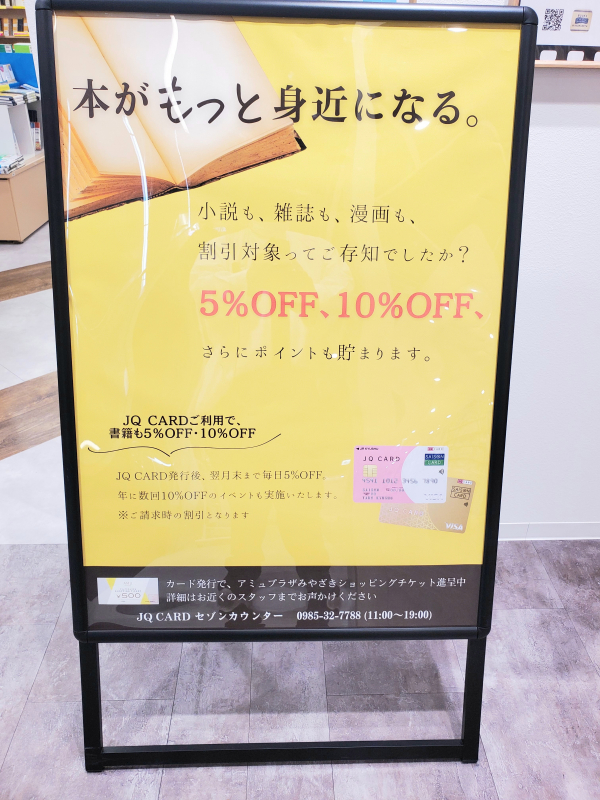 本がもっと身近になる。
小説も、雑誌も、漫画も、
割引対象ってご存知でしたか？
5%OFF、10%OFF、
さらにポイントも貯まります。
JQ CARDご利用で、
書籍も5%OFF・10%OFF
JQ CARD発行後、翌月末まで毎日5%OFF。
年に数回10%OFFのイベントも実施いたします。
※ご請求時の割引となります
JQ CARD
SAISON
CARD
SAISON
CARD
VISA
¥500
カード発行で、アミュプラザみやざきショッピングチケット進呈中
詳細はお近くのスタッフまでお声かけください
JQ CARD セゾンカウンター 0985-32-7788 (11:00〜19:00)